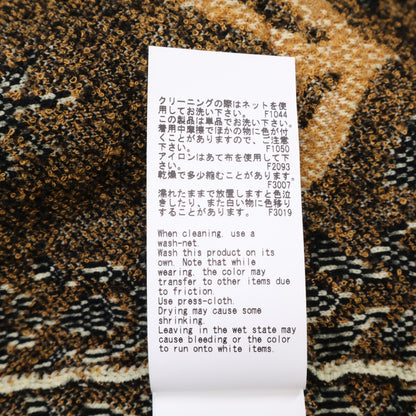 クリーニングの際はネットを使
用してお洗い下さい。 F1044
この製品は単品でお洗い下さい。
着用中摩擦でほかの物に色が付
くことがありますので、ご注意
下さい。 F1050
アイロンはあて布を使用して下
さい。 F2093
乾燥で多少縮むことがあります。
F3007
濡れたままで放置しますと色泣
きしたり、また白い物に色移り
することがあります。 F3019
When cleaning, use a
wash-net.
Wash this product on its
own. Note that while
wearing, the color may
transfer to other items due
to friction.
Use press-cloth.
Drying may cause some
shrinking.
Leaving in the wet state may
cause bleeding or the color
to run onto white items.